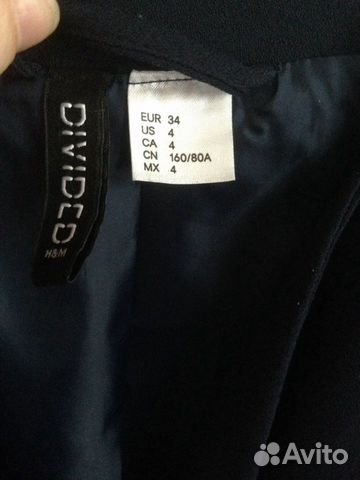 DIVIDED
H&M
EUR 34
US 4
CA 4
CN 160/80A
MX 4
Avito